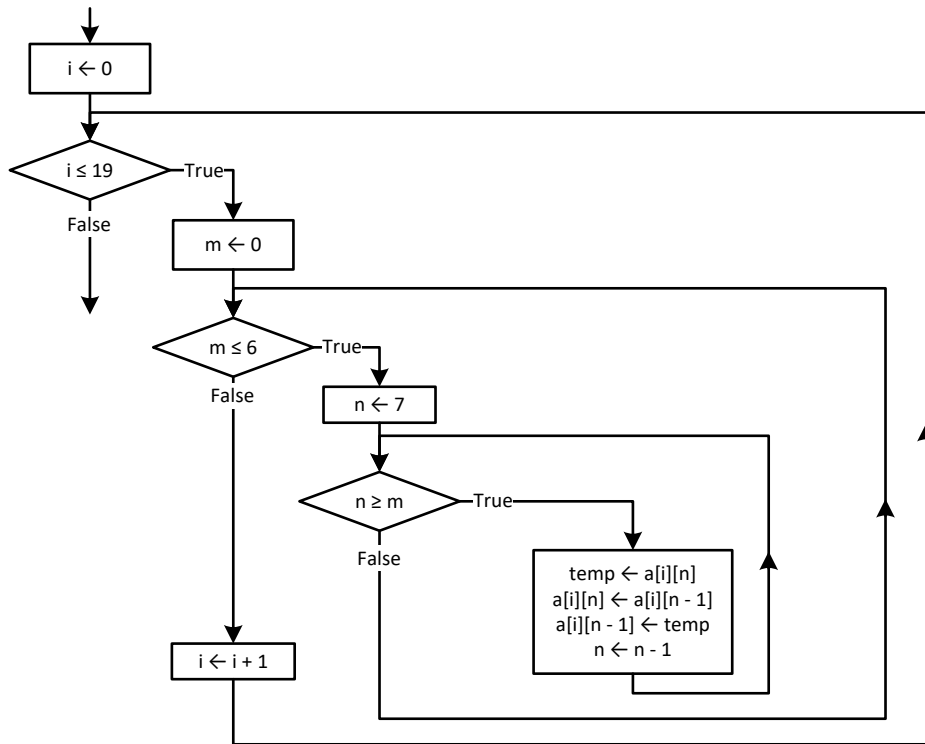 i ← 0
i ≤ 19
True
False
m ← 0
m ≤ 6
True
False
n ← 7
n ≥ m
True
False
temp ← a[i][n]
a[i][n] ← a[i][n - 1]
a[i][n - 1] ← temp
n ← n - 1
i ← i + 1